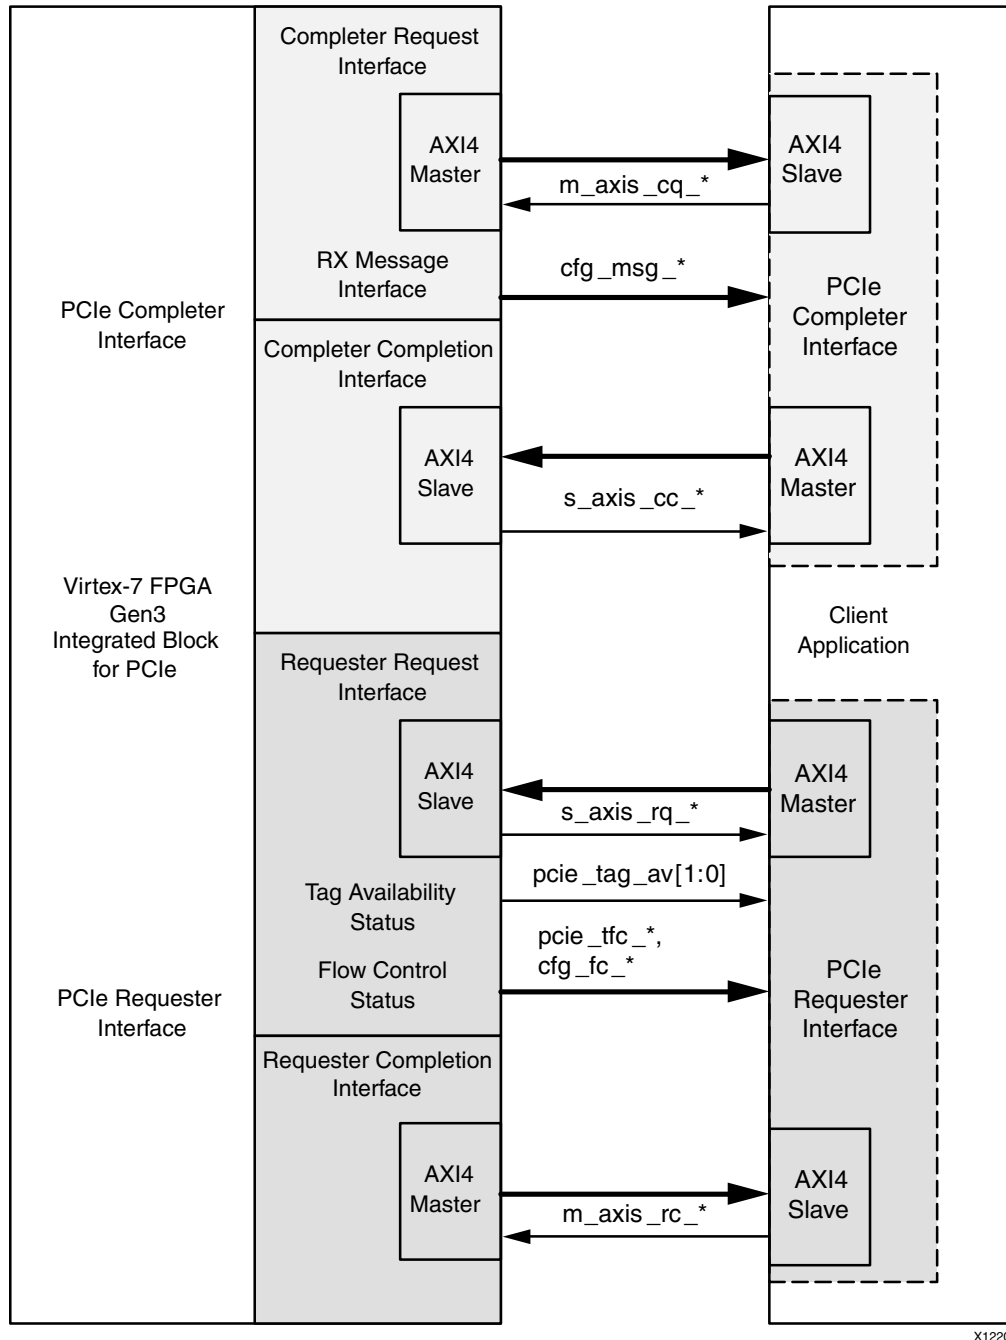 Completer Request
Interface
AXI4
Master
m_axis_cq_*
AXI4
Slave
RX Message
Interface
cfg_msg_*
PCIe
Completer
Interface
PCIe Completer
Interface
Completer Completion
Interface
AXI4
Slave
s_axis_cc_*
AXI4
Master
Virtex-7 FPGA
Gen3
Integrated Block
for PCIe
Client
Application
Requester Request
Interface
AXI4
Slave
s_axis_rq_*
AXI4
Master
Tag Availability
Status
pcie_tag_av[1:0]
pcie_tfc_*,
cfg_fc_*
Flow Control
Status
PCIe
Requester
Interface
PCIe Requester
Interface
Requester Completion
Interface
AXI4
Master
m_axis_rc_*
AXI4
Slave